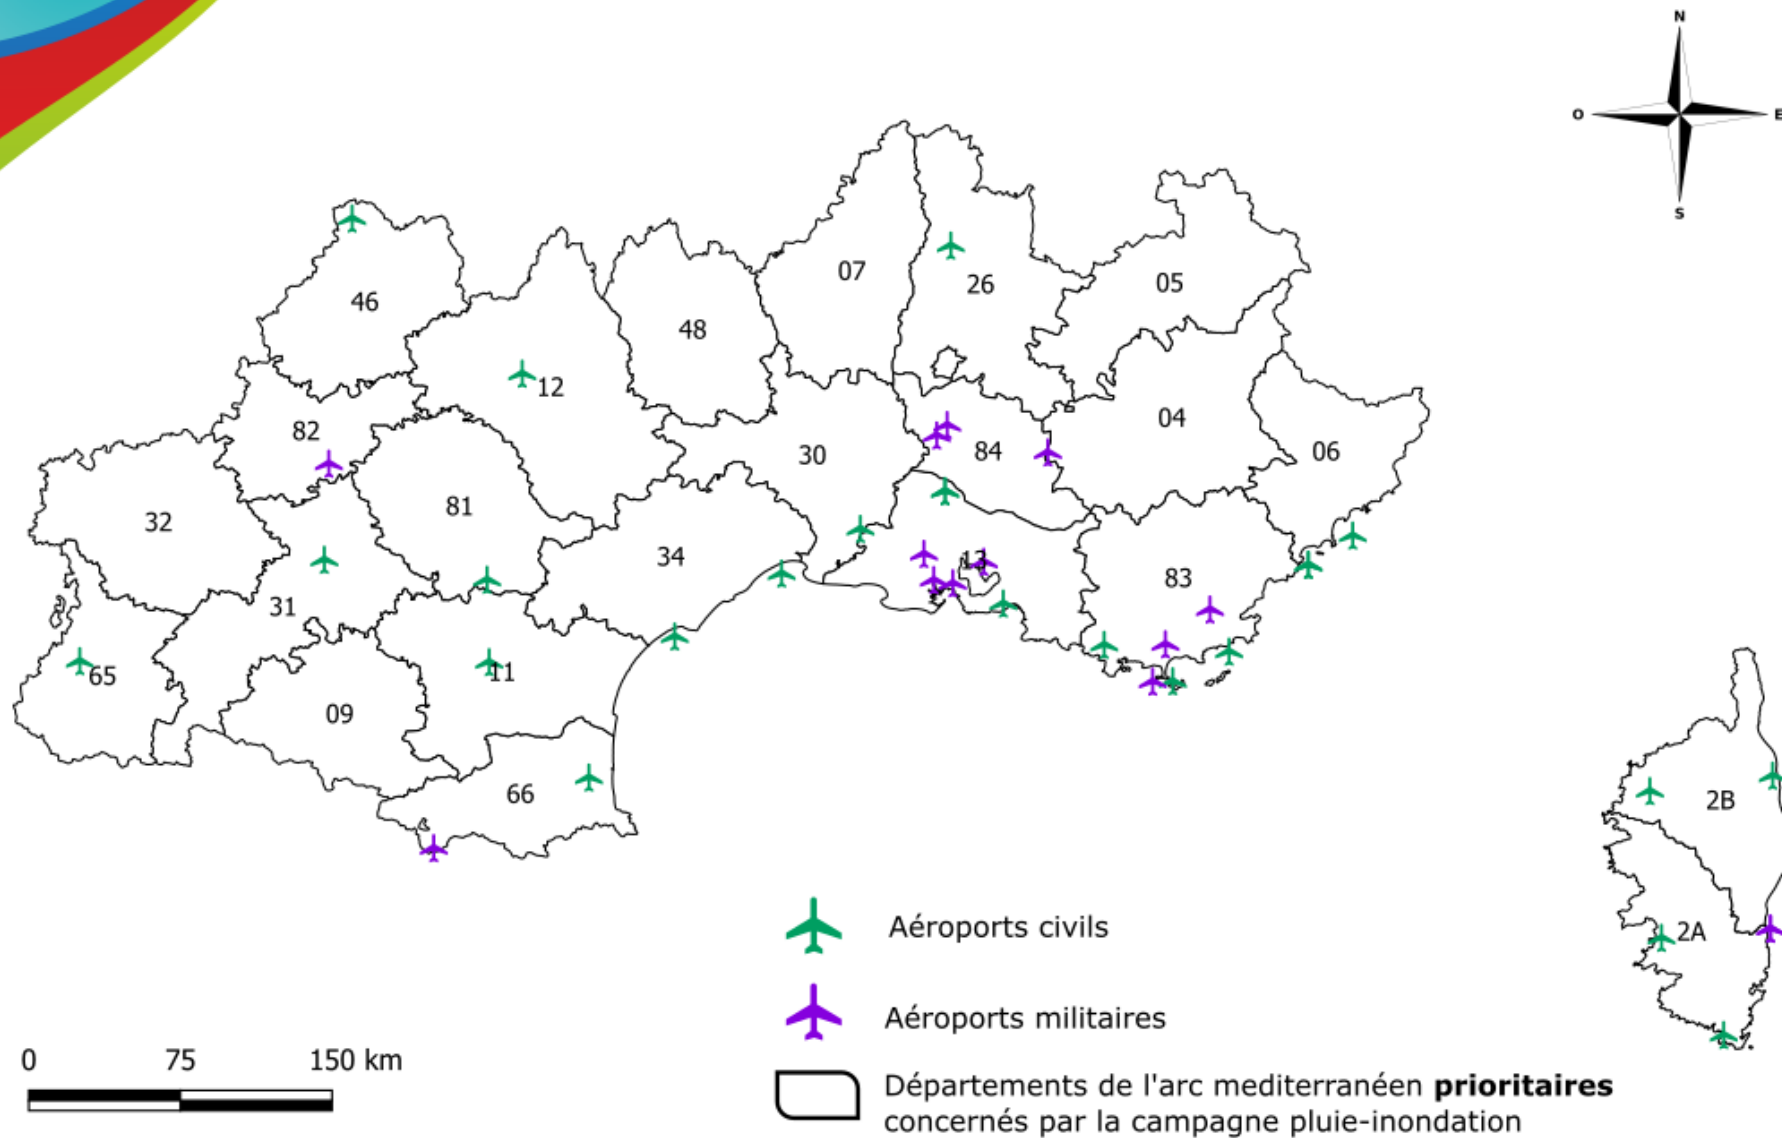 N
O
E
S
07
05
26
46
48
12
04
82
84
06
30
32
81
34
13
83
31
65
11
09
66
2B
2A
Aéroports civils
Aéroports militaires
0 75 150 km
Départements de l'arc mediterranéen prioritaires
concernés par la campagne pluie-inondation